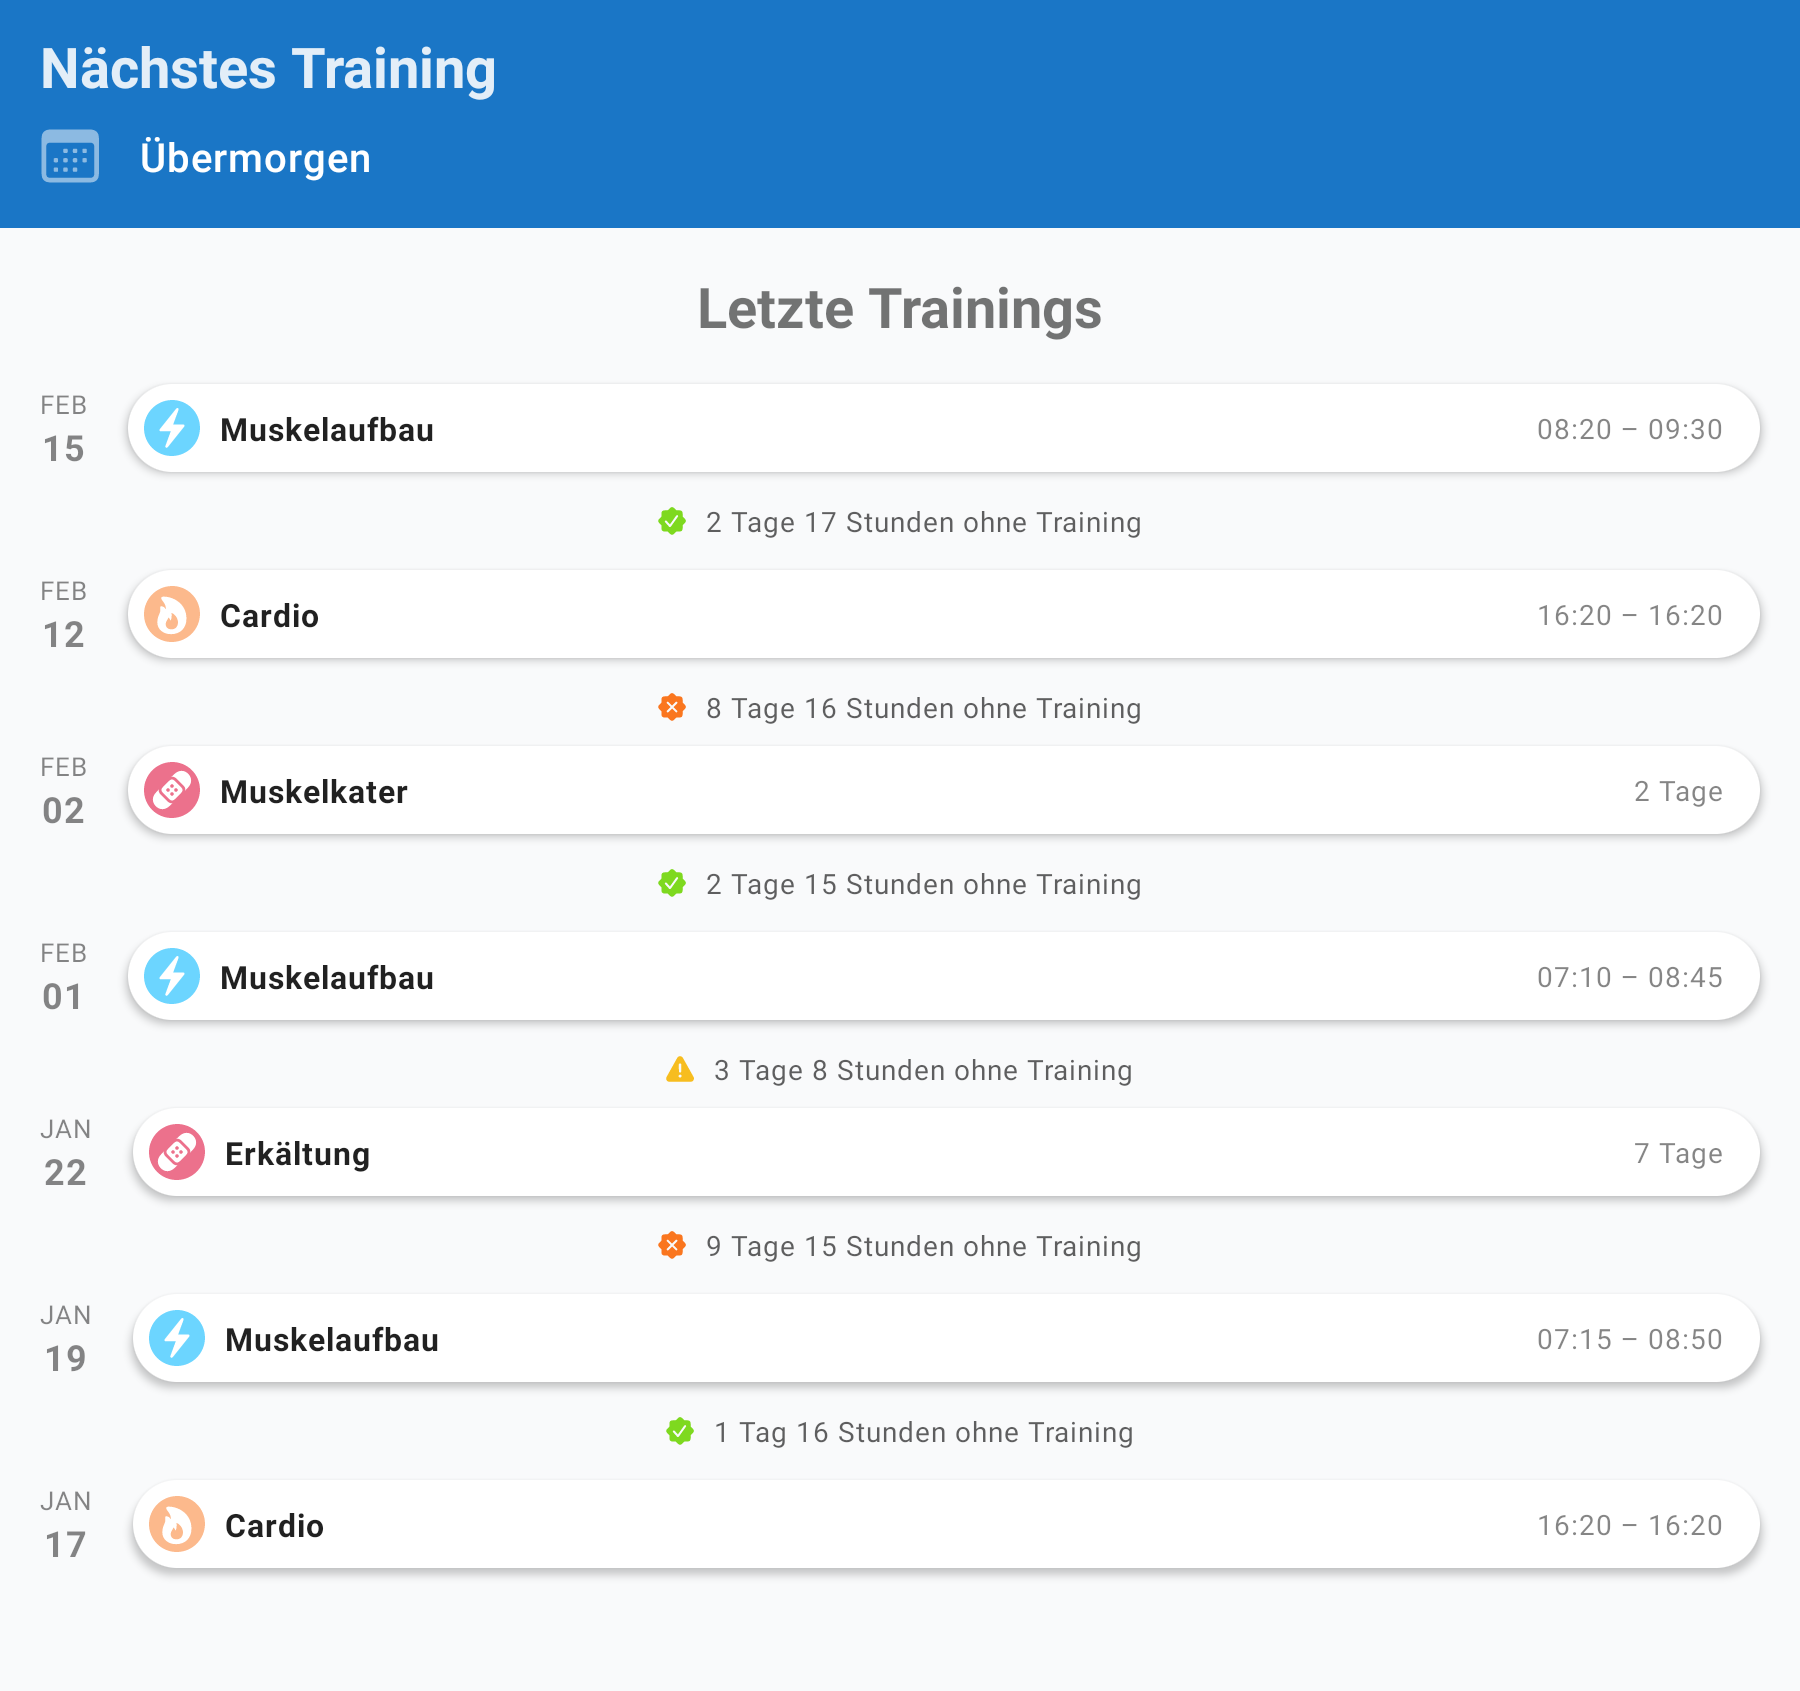 Nächstes Training
Übermorgen
Letzte Trainings
FEB
15
Muskelaufbau
08:20 – 09:30
2 Tage 17 Stunden ohne Training
FEB
12
Cardio
16:20 – 16:20
8 Tage 16 Stunden ohne Training
FEB
02
Muskelkater
2 Tage
2 Tage 15 Stunden ohne Training
FEB
01
Muskelaufbau
07:10 – 08:45
3 Tage 8 Stunden ohne Training
JAN
22
Erkältung
7 Tage
9 Tage 15 Stunden ohne Training
JAN
19
Muskelaufbau
07:15 – 08:50
1 Tag 16 Stunden ohne Training
JAN
17
Cardio
16:20 – 16:20